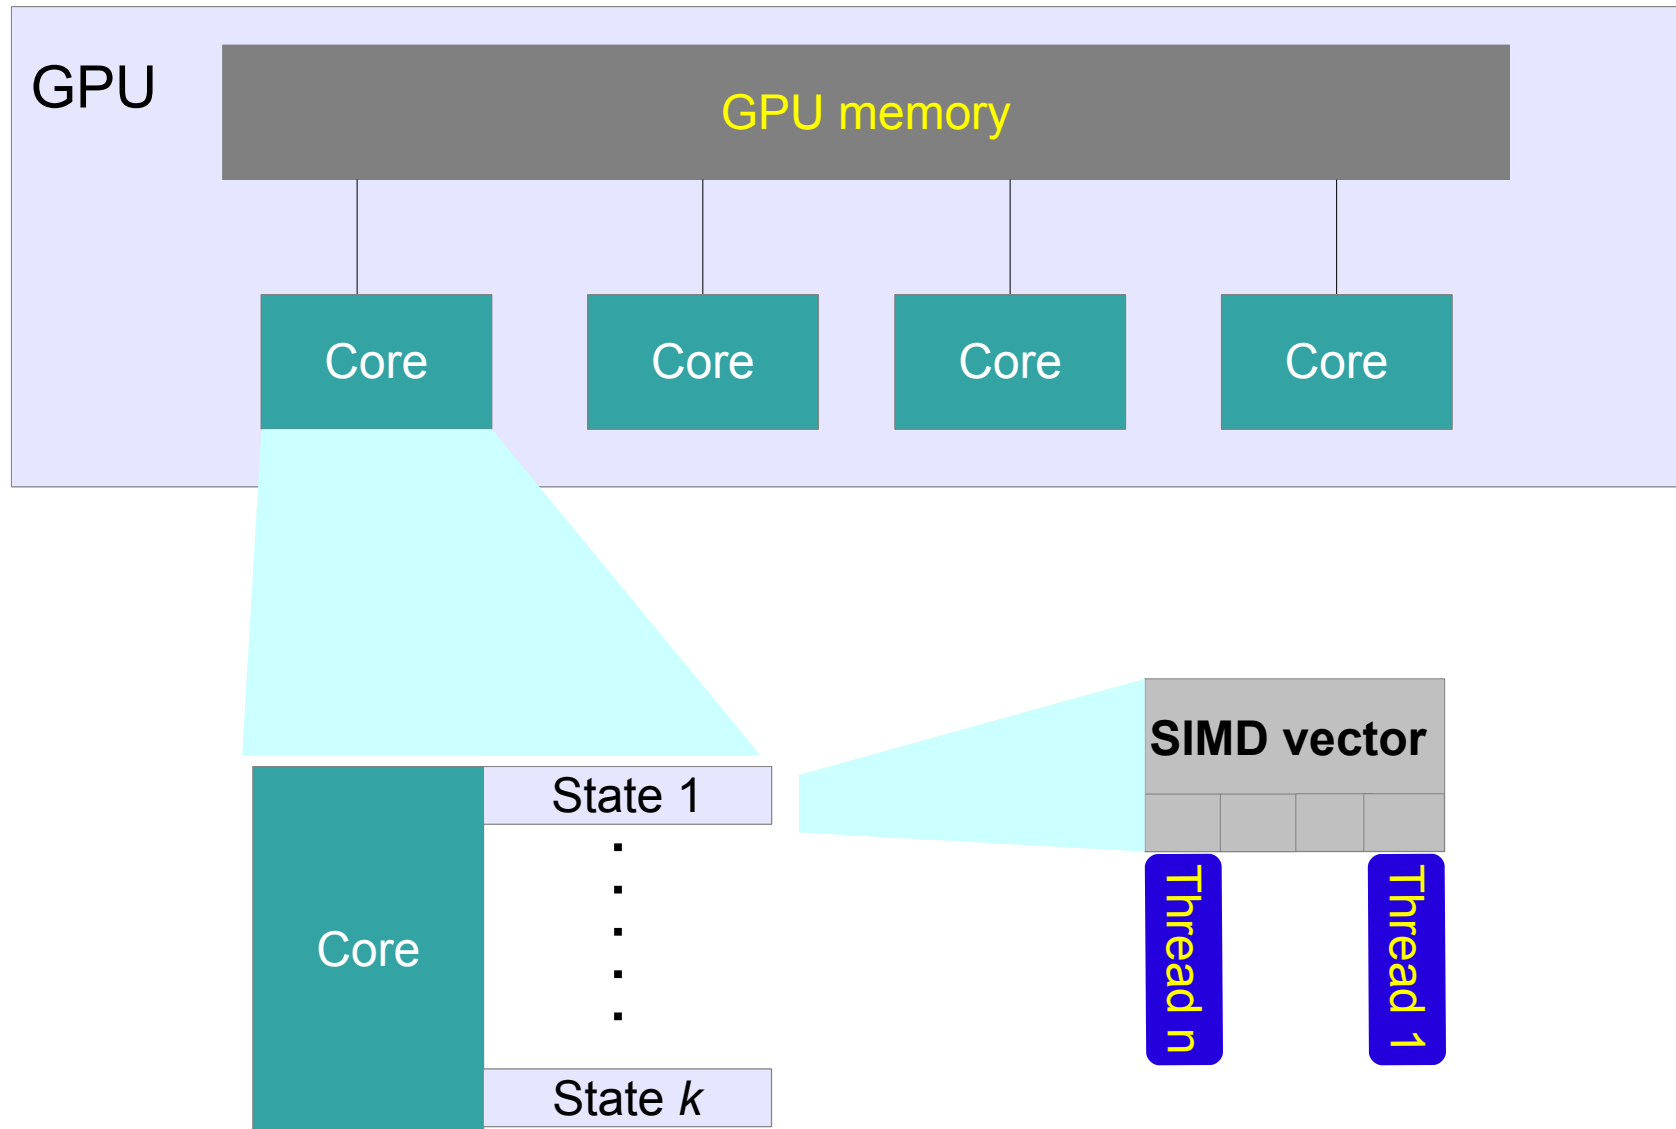 GPU
GPU memory
Core
Core
Core
Core
SIMD vector
State 1
Core
Thread n
Thread 1
State k